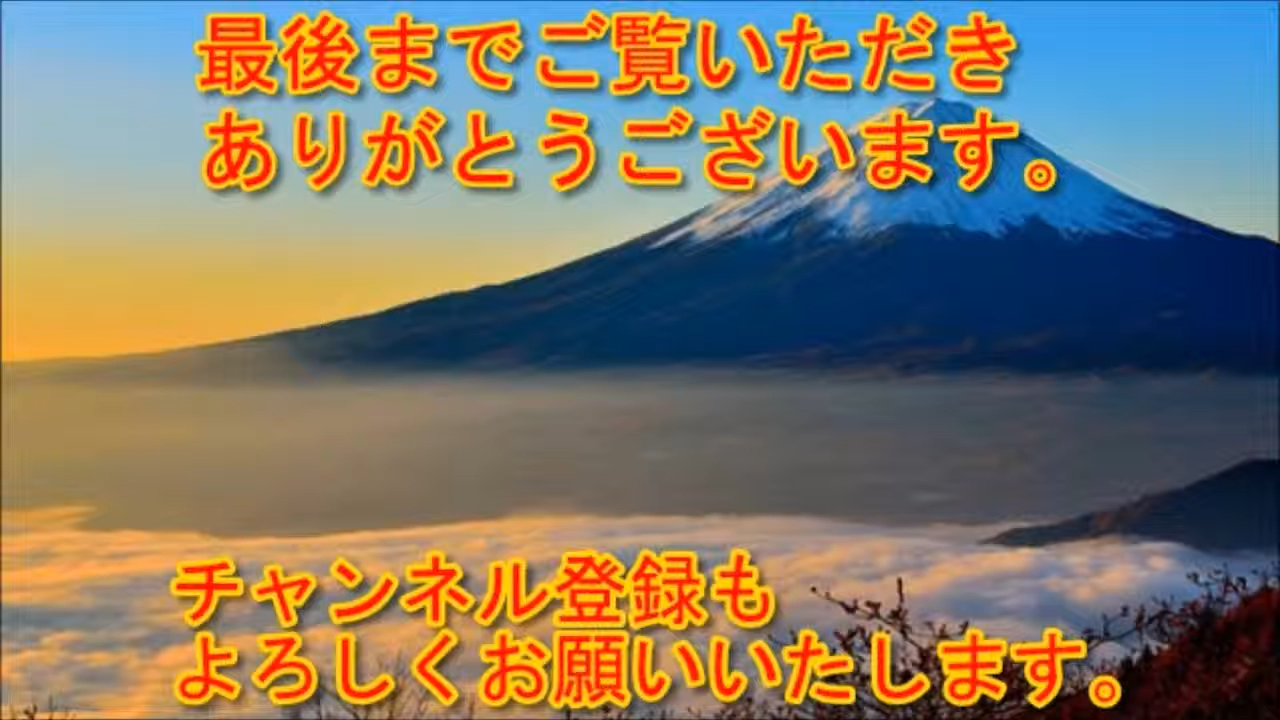 最後までご覧いただき
ありがとうございます。
チャンネル登録も
よろしくお願いいたします。